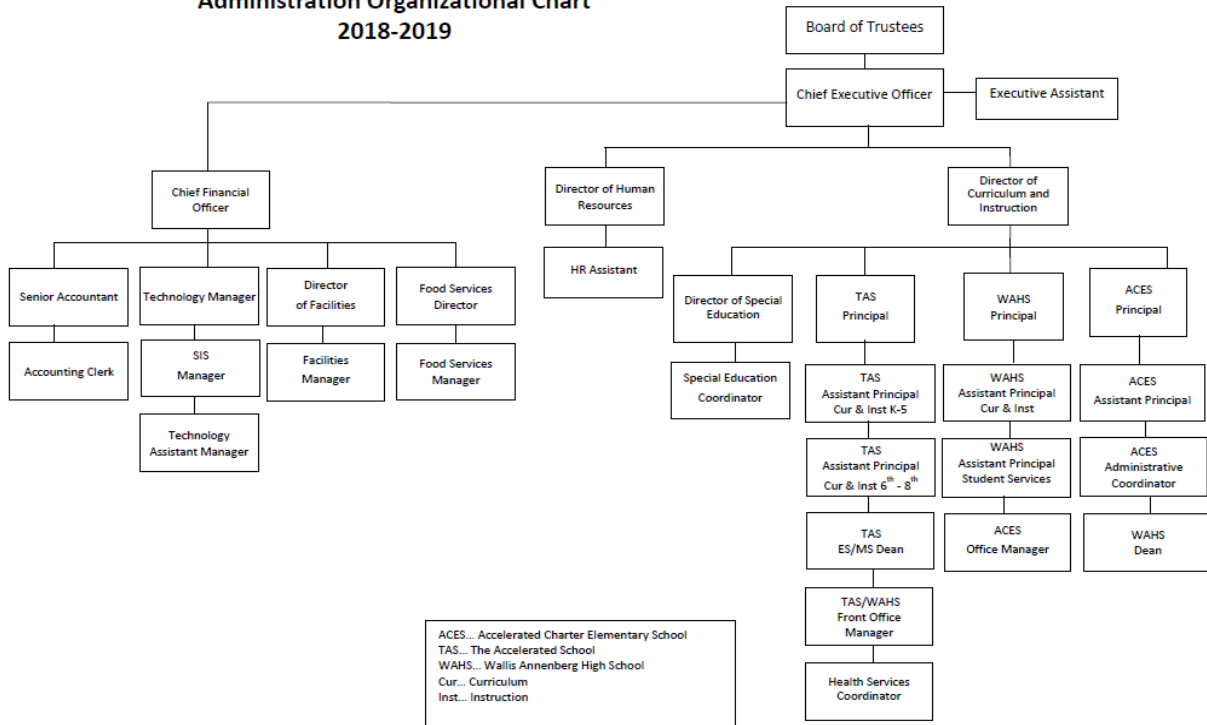 Administration Organizational Chart
2018-2019
Board of Trustees
Chief Executive Officer
Executive Assistant
Chief Financial
Officer
Director of Human
Resources
Director of
Curriculum and
Instruction
HR Assistant
Senior Accountant
Technology Manager
Director
of Facilities
Food Services
Director
Accounting Clerk
SIS
Manager
Facilities
Manager
Food Services
Manager
Technology
Assistant Manager
Director of Special
Education
TAS
Principal
WAHS
Principal
ACES
Principal
Special Education
Coordinator
TAS
Assistant Principal
Cur & Inst K-5
WAHS
Assistant Principal
Cur & Inst
ACES
Assistant Principal
TAS
Assistant Principal
Cur & Inst 6th - 8th
WAHS
Assistant Principal
Student Services
ACES
Administrative
Coordinator
TAS
ES/MS Dean
ACES
Office Manager
WAHS
Dean
TAS/WAHS
Front Office
Manager
Health Services
Coordinator
ACES... Accelerated Charter Elementary School
TAS... The Accelerated School
WAHS... Wallis Annenberg High School
Cur... Curriculum
Inst... Instruction